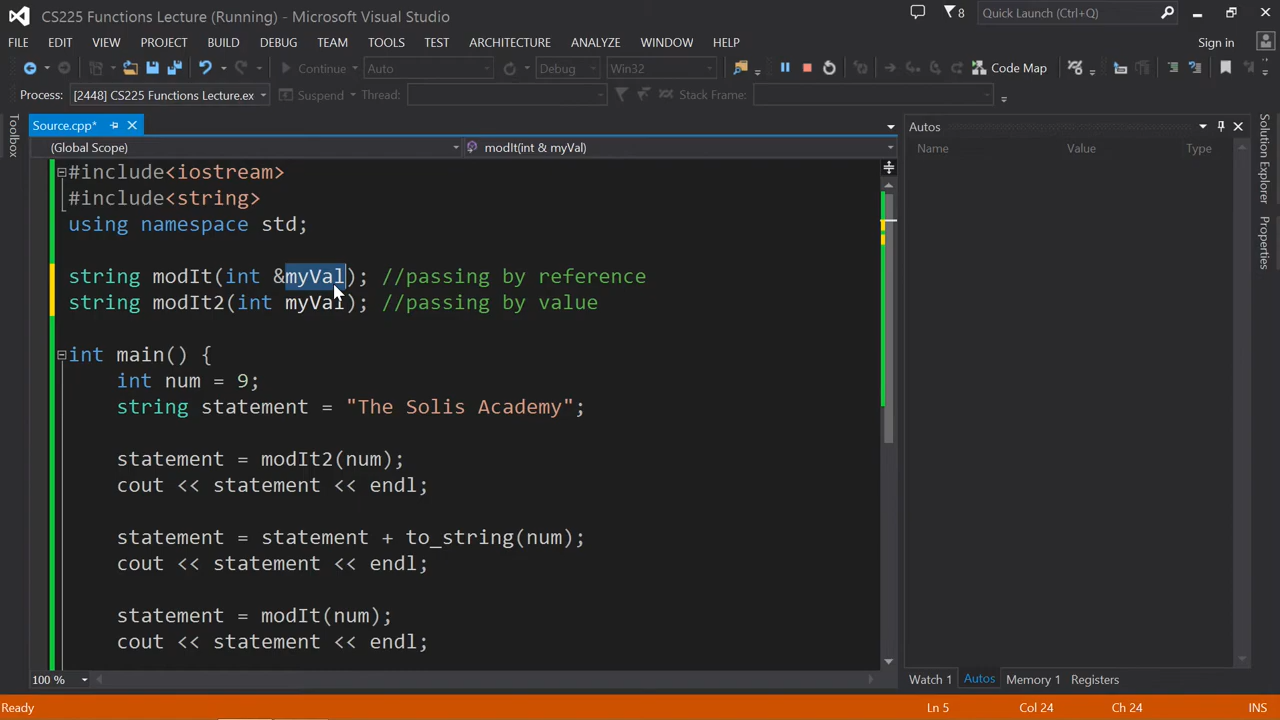 CS225 Functions Lecture (Running) - Microsoft Visual Studio
8
Quick Launch (Ctrl+Q)
FILE EDIT VIEW PROJECT BUILD DEBUG TEAM TOOLS TEST ARCHITECTURE ANALYZE WINDOW HELP
Sign in
Continue Auto Debug Win32 Code Map
Process: [2448] CS225 Functions Lecture.ex Suspend Thread: Stack Frame:
Toolbox
Source.cpp*
(Global Scope) modIt(int & myVal)
#include<iostream>
#include<string>
using namespace std;
string modIt(int &myVal); //passing by reference
string modIt2(int myVal); //passing by value
int main() {
int num = 9;
string statement = "The Solis Academy";
statement = modIt2(num);
cout << statement << endl;
statement = statement + to_string(num);
cout << statement << endl;
statement = modIt(num);
cout << statement << endl;
100 %
Autos
Name Value Type
Watch 1 Autos Memory 1 Registers
Solution Explorer
Properties
Ready Ln 5 Col 24 Ch 24 INS